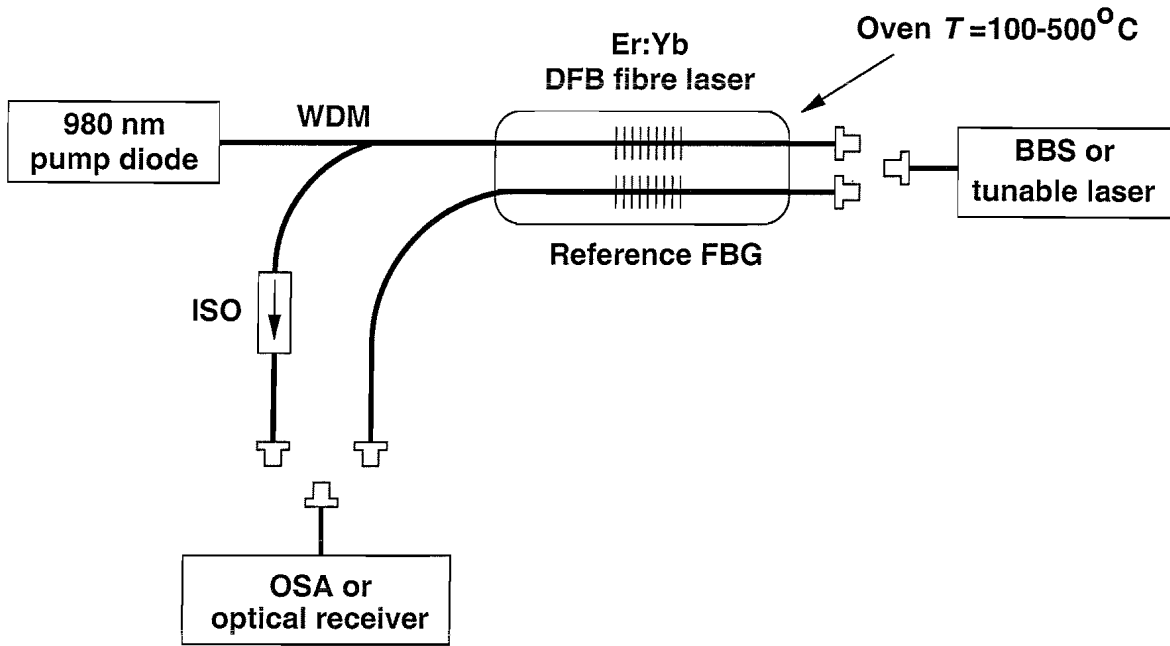 Oven T=100-500°C
Er:Yb
DFB fibre laser
980 nm
pump diode
WDM
BBS or
tunable laser
Reference FBG
ISO
OSA or
optical receiver